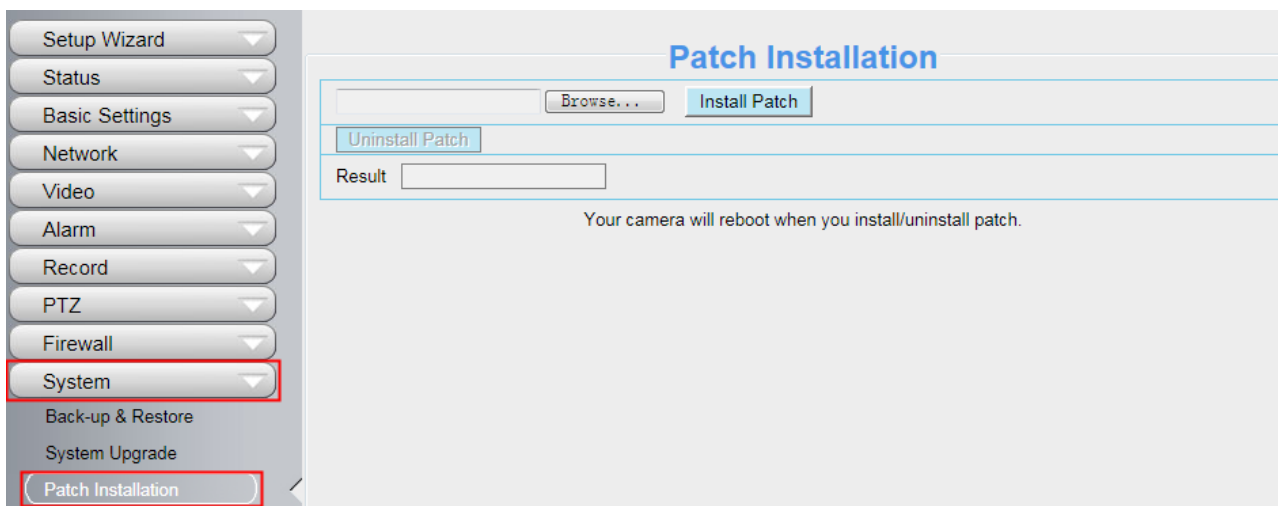 Setup Wizard
Status
Basic Settings
Network
Video
Alarm
Record
PTZ
Firewall
System
Back-up & Restore
System Upgrade
Patch Installation
Patch Installation
Browse... Install Patch
Uninstall Patch
Result
Your camera will reboot when you install/uninstall patch.